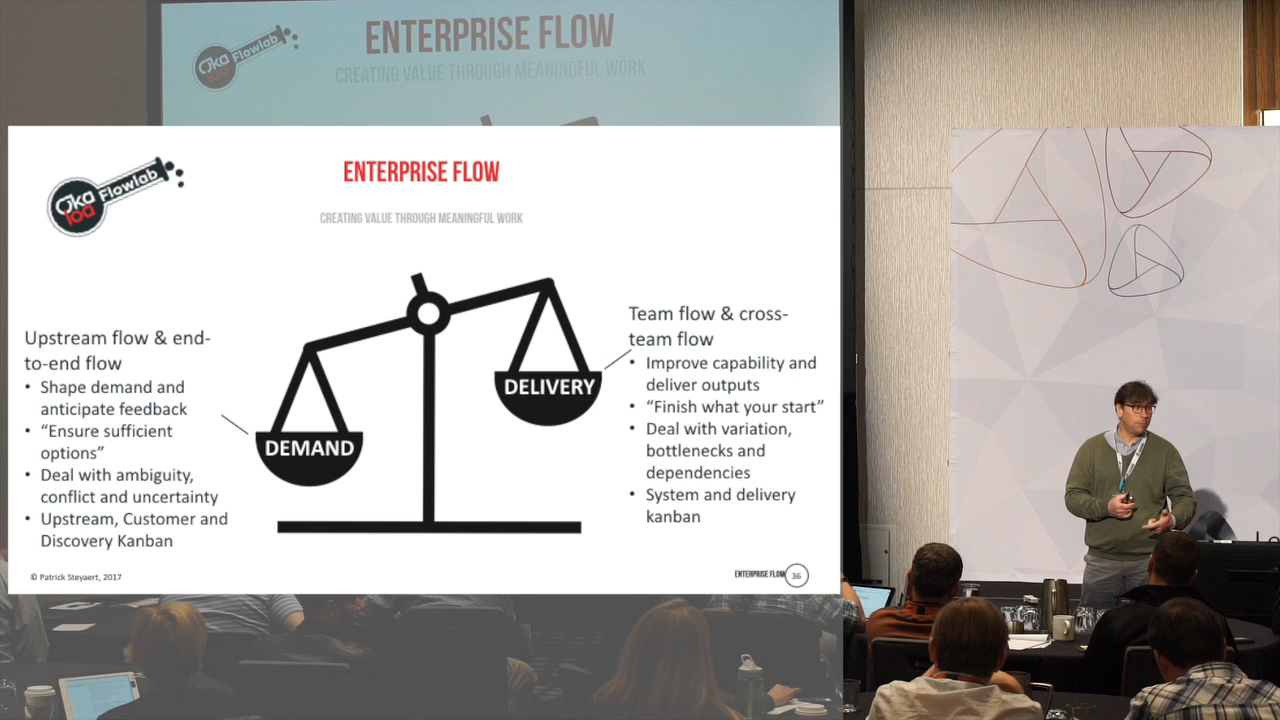 Ǫka
loa
Flowlab
ENTERPRISE FLOW
CREATING VALUE THROUGH MEANINGFUL WORK
Flowlab
ENTERPRISE FLOW
CREATING VALUE THROUGH MEANINGFUL WORK
Upstream flow & end-
to-end flow
• Shape demand and
anticipate feedback
• “Ensure sufficient
options”
• Deal with ambiguity,
conflict and uncertainty
• Upstream, Customer and
Discovery Kanban
DEMAND
DELIVERY
Team flow & cross-
team flow
• Improve capability and
deliver outputs
• “Finish what your start”
• Deal with variation,
bottlenecks and
dependencies
• System and delivery
kanban
© Patrick Steyaert, 2017
ENTERPRISE FLOW 36